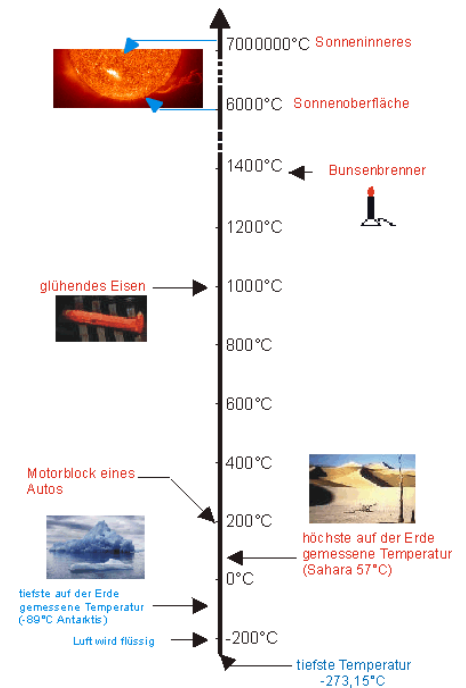 7000000°C Sonneninneres
6000°C Sonnenoberfläche
1400°C
Bunsenbrenner
1200°C
glühendes Eisen
1000°C
800°C
600°C
400°C
Motorblock eines
Autos
200°C
höchste auf der Erde
gemessene Temperatur
(Sahara 57°C)
0°C
tiefste auf der Erde
gemessene Temperatur
(-89°C Antarktis)
Luft wird flüssig
-200°C
tiefste Temperatur
-273,15°C